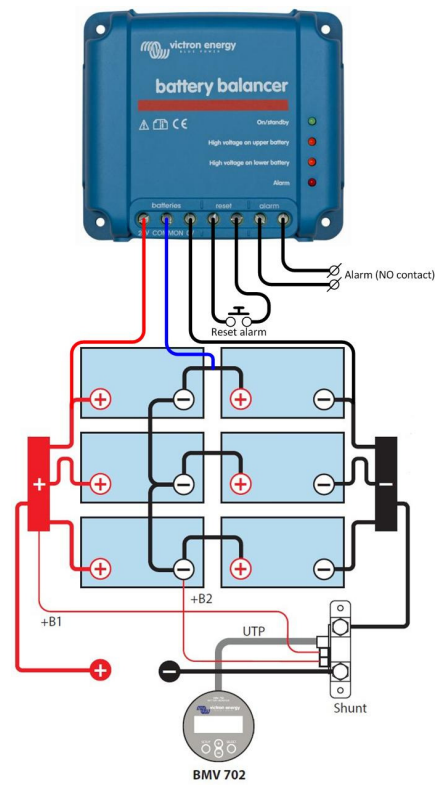 victron energy
BLUE POWER
battery balancer
On/standby
High voltage on upper battery
High voltage on lower battery
Alarm
batteries
reset
alarm
24V COMMON 0V
Alarm (NO contact)
Reset alarm
+
-
+B2
+B1
UTP
+
-
Shunt
victron energy
BMV 702